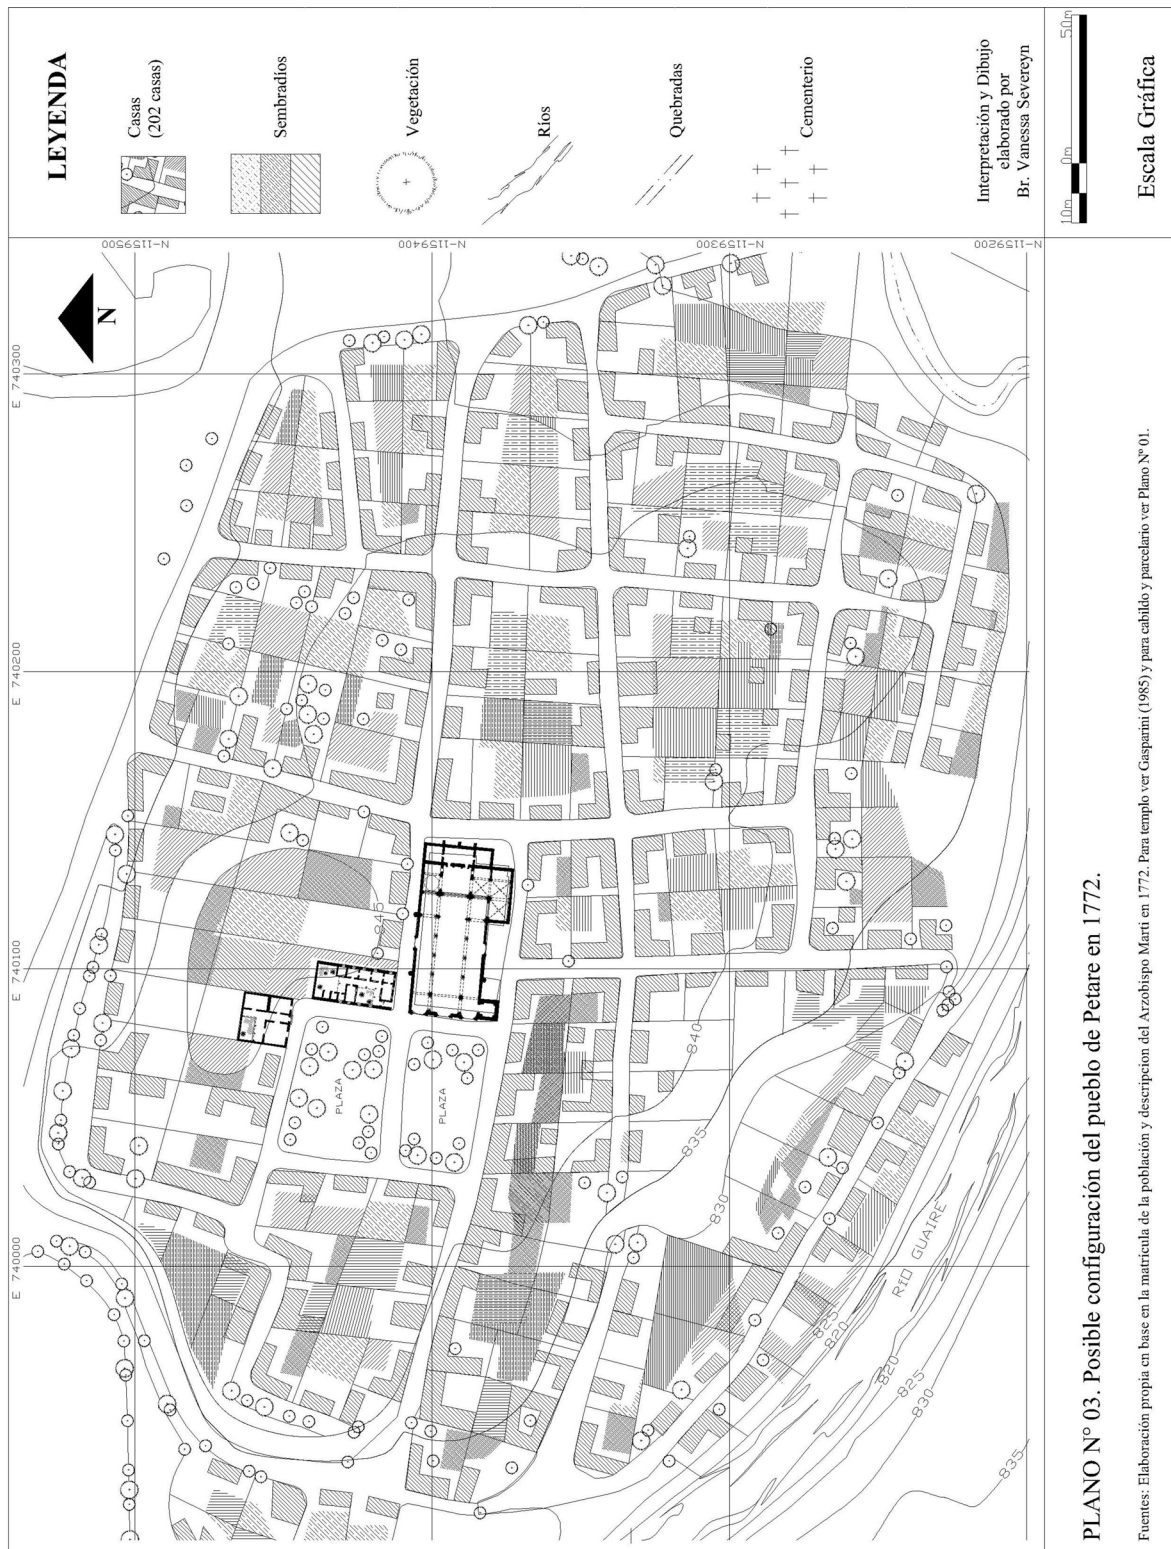 LEYENDA
Casas
(202 casas)
Sembradios
Vegetación
Ríos
Quebradas
Cementerio
Interpretación y Dibujo
elaborado por
Br. Vanessa Severeyn
10m 0m 50m
Escala Gráfica
N
N-1159500
N-1159400
N-1159300
N-1159200
E 740300
E 740200
E 740100
E 740000
845
PLAZA
PLAZA
840
835
830
RíO GUAIRE
825
820
820
825
830
835
PLANO N° 03. Posible configuración del pueblo de Petare en 1772.
Fuentes: Elaboración propia en base en la matricula de la población y descripcion del Arzobispo Marti en 1772. Para templo ver Gasparini (1985) y para cabildo y parcelario ver Plano N° 01.